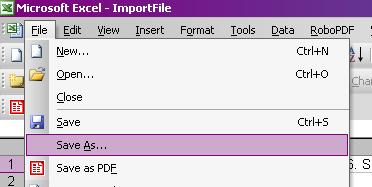 Microsoft Excel - ImportFile
File Edit View Insert Format Tools Data RoboPDF
New... Ctrl+N
Open... Ctrl+O
Close
Save Ctrl+S
Save As...
Save as PDF
1
2
6. S